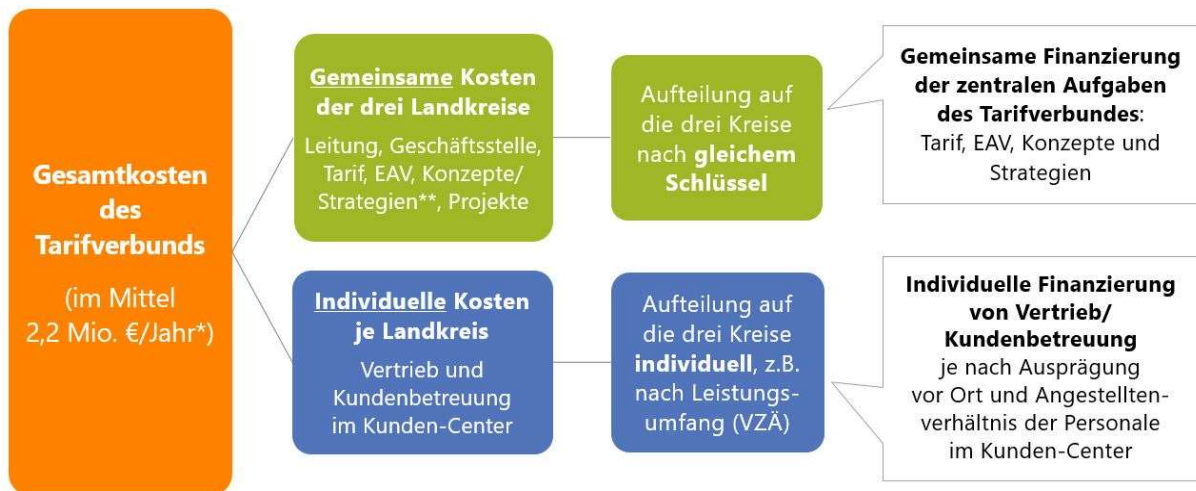 Gesamtkosten
des
Tarifverbunds
(im Mittel
2,2 Mio. €/Jahr*)
Gemeinsame Kosten
der drei Landkreise
Leitung, Geschäftsstelle,
Tarif, EAV, Konzepte/
Strategien**, Projekte
Aufteilung auf
die drei Kreise
nach gleichem
Schlüssel
Gemeinsame Finanzierung
der zentralen Aufgaben
des Tarifverbundes:
Tarif, EAV, Konzepte und
Strategien
Individuelle Kosten
je Landkreis
Vertrieb und
Kundenbetreuung
im Kunden-Center
Aufteilung auf
die drei Kreise
individuell, z.B.
nach Leistungs-
umfang (VZÄ)
Individuelle Finanzierung
von Vertrieb/
Kundenbetreuung
je nach Ausprägung
vor Ort und Angestellten-
verhältnis der Personale
im Kunden-Center